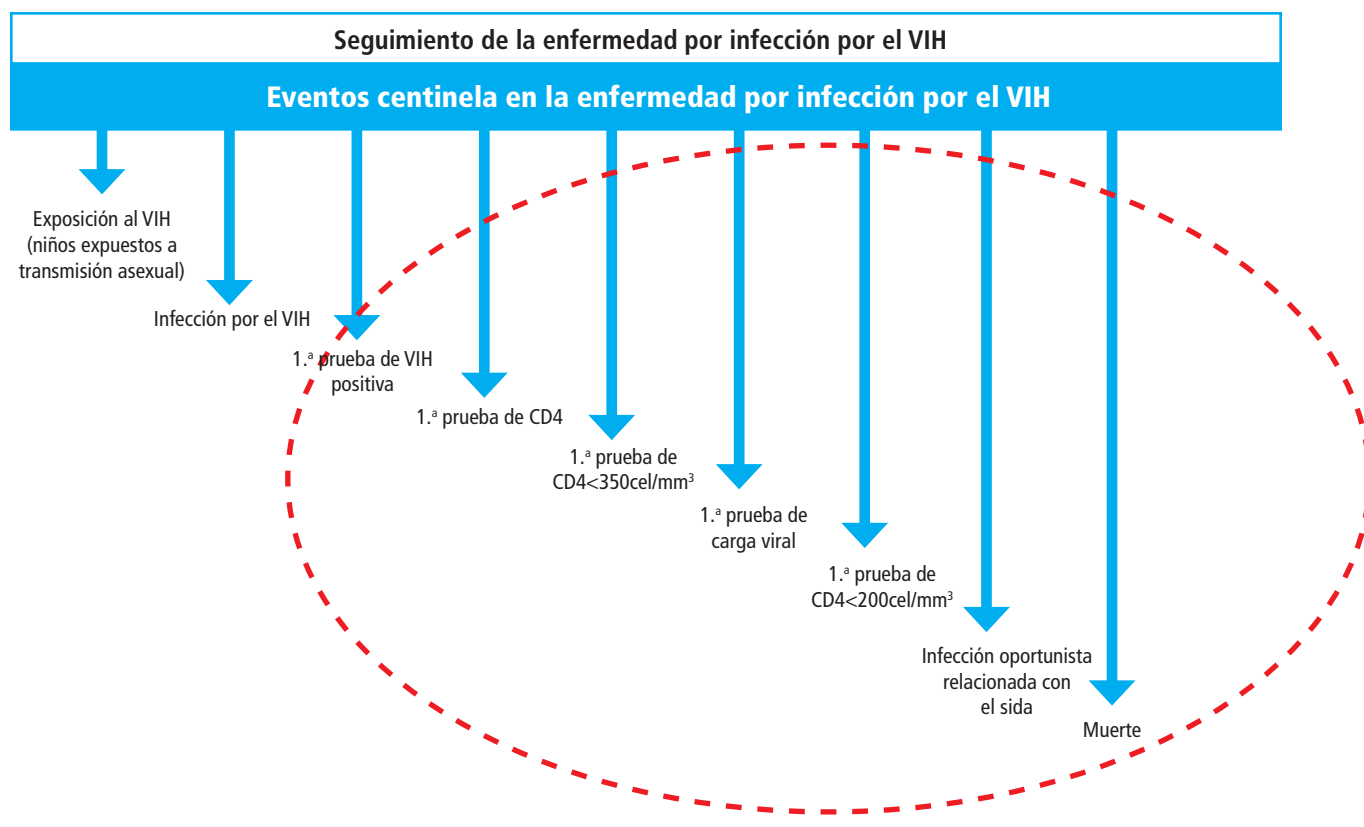 Seguimiento de la enfermedad por infección por el VIH
Eventos centinela en la enfermedad por infección por el VIH
Exposición al VIH
(niños expuestos a
transmisión asexual)
Infección por el VIH
1.ª prueba de VIH
positiva
1.ª prueba de CD4
1.ª prueba de
CD4<350cel/mm³
1.ª prueba de
carga viral
1.ª prueba de
CD4<200cel/mm³
Infección oportunista
relacionada con
el sida
Muerte